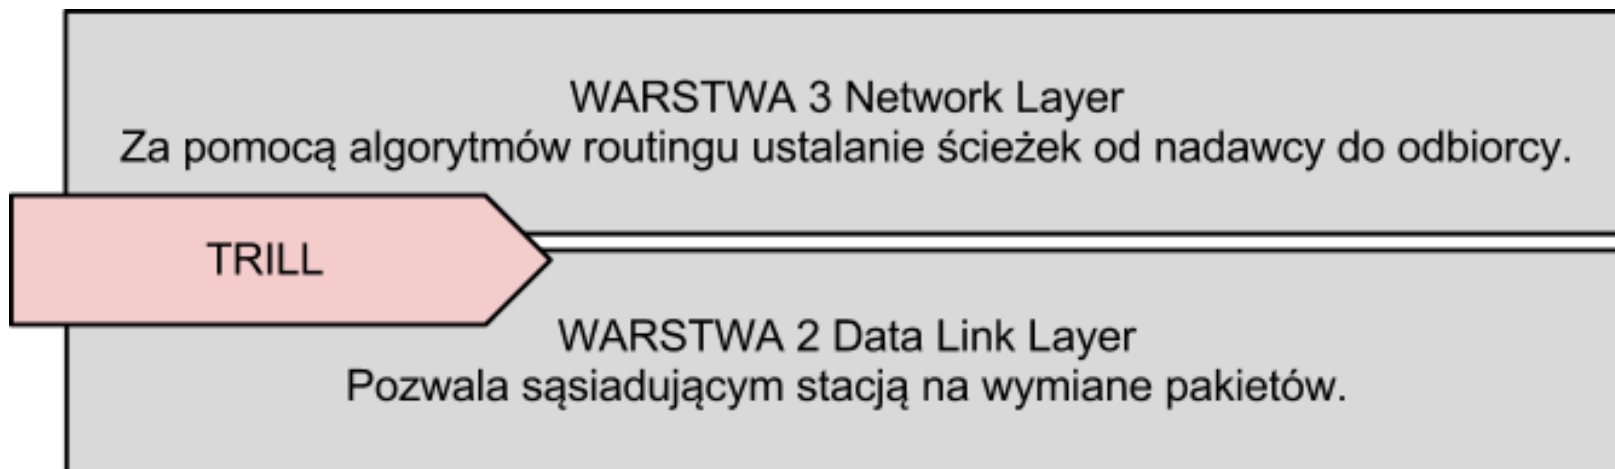 WARSTWA 3 Network Layer
Za pomocą algorytmów routingu ustalanie ścieżek od nadawcy do odbiorcy.
TRILL
WARSTWA 2 Data Link Layer
Pozwala sąsiadującym stacją na wymiane pakietów.